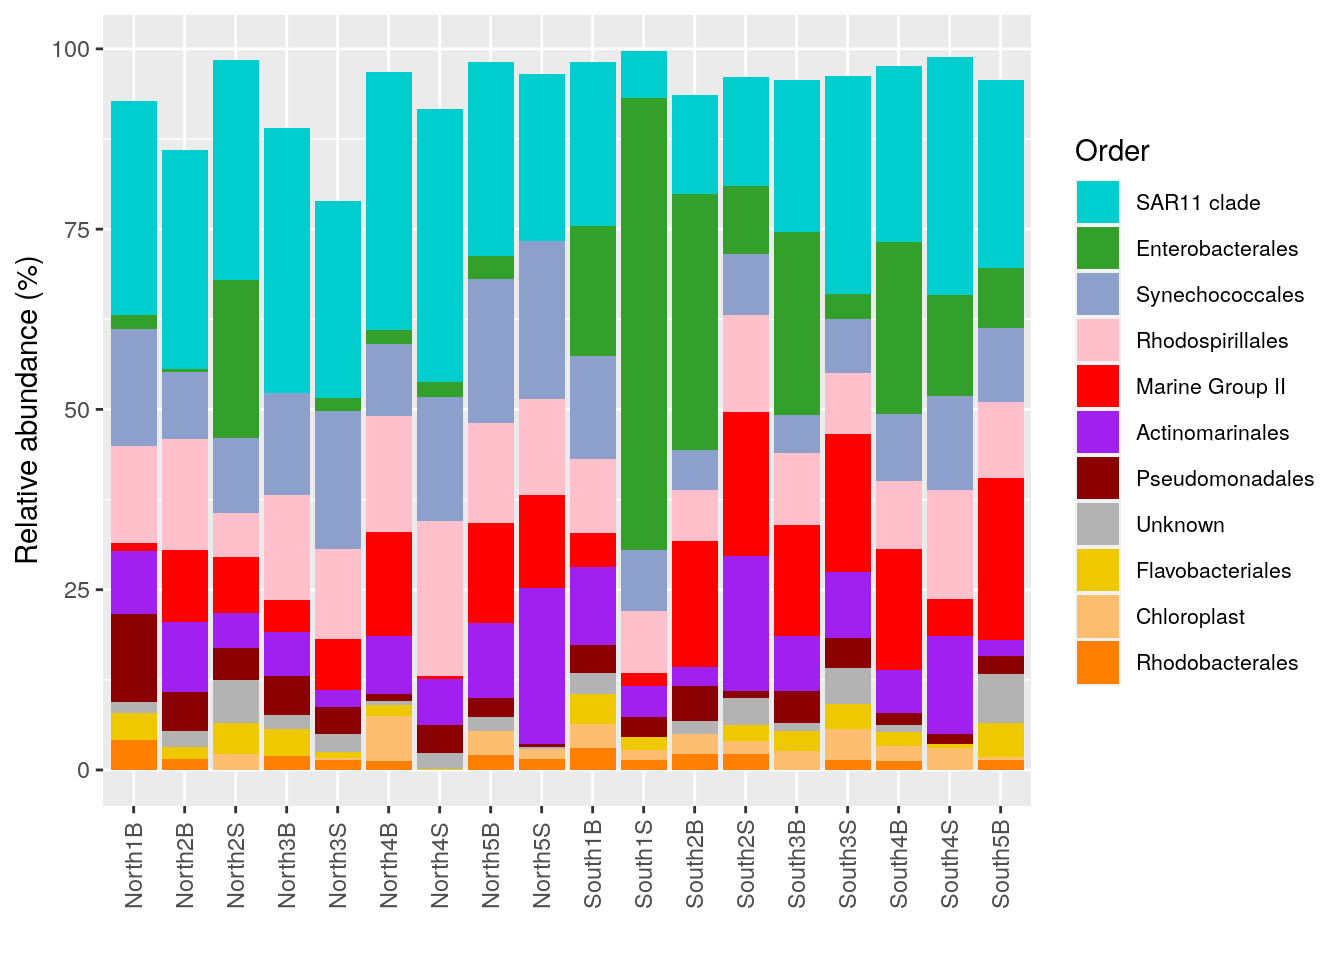 100
75
50
25
0
Relative abundance (%)
North1B
North2B
North2S
North3B
North3S
North4B
North4S
North5B
North5S
South1B
South1S
South2B
South2S
South3B
South3S
South4B
South4S
South5B
Order
SAR11 clade
Enterobacterales
Synechococcales
Rhodospirillales
Marine Group II
Actinomarinales
Pseudomonadales
Unknown
Flavobacteriales
Chloroplast
Rhodobacterales